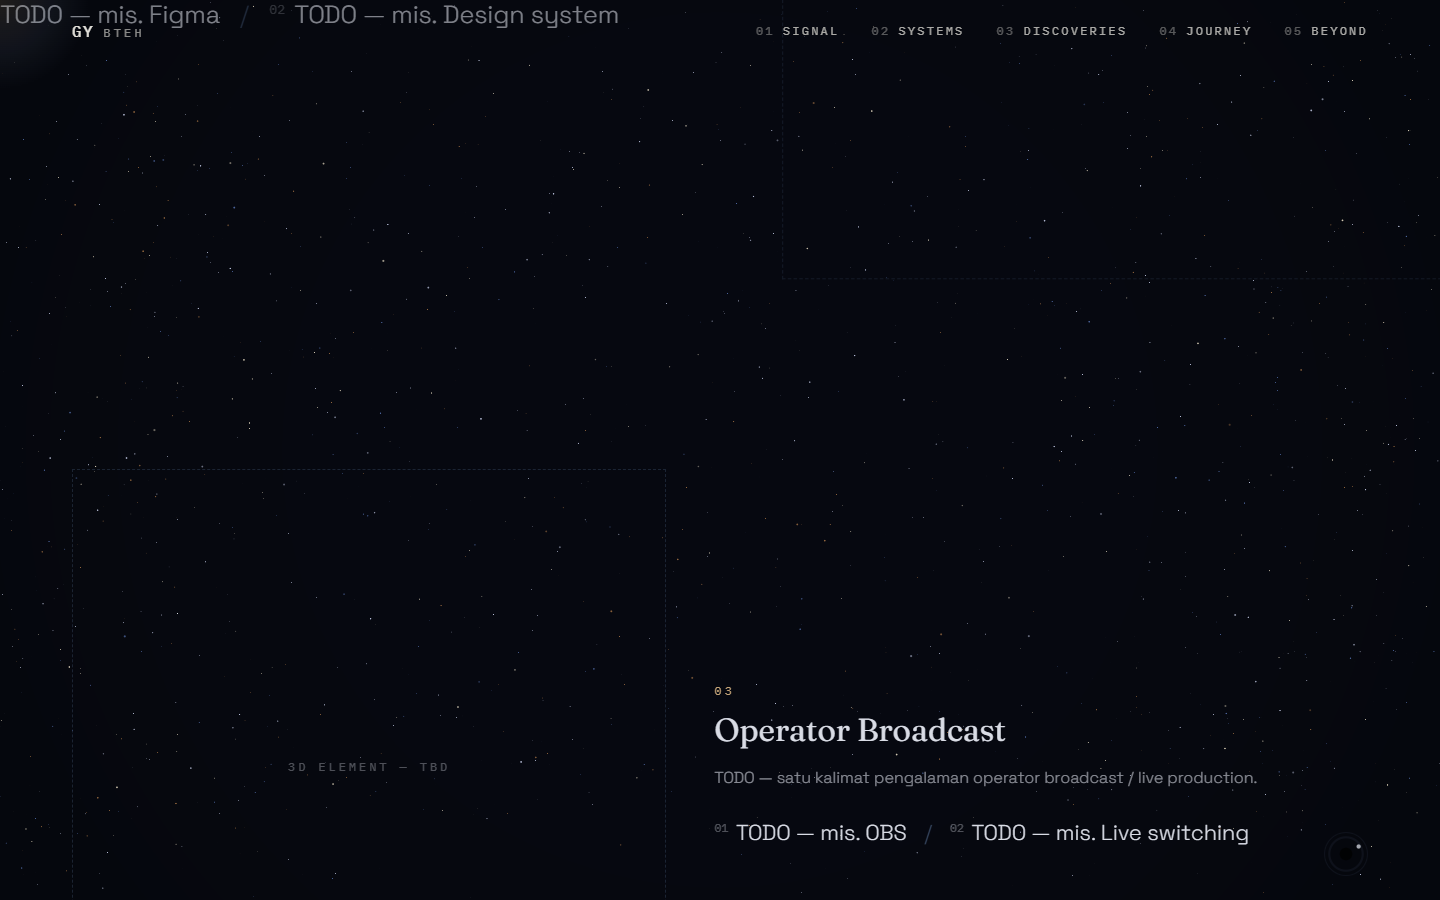 TODO — mis. Figma / 02 TODO — mis. Design system
GY BTEH
01 SIGNAL 02 SYSTEMS 03 DISCOVERIES 04 JOURNEY 05 BEYOND
3D ELEMENT — TBD
03
Operator Broadcast
TODO — satu kalimat pengalaman operator broadcast / live production.
01 TODO — mis. OBS / 02 TODO — mis. Live switching